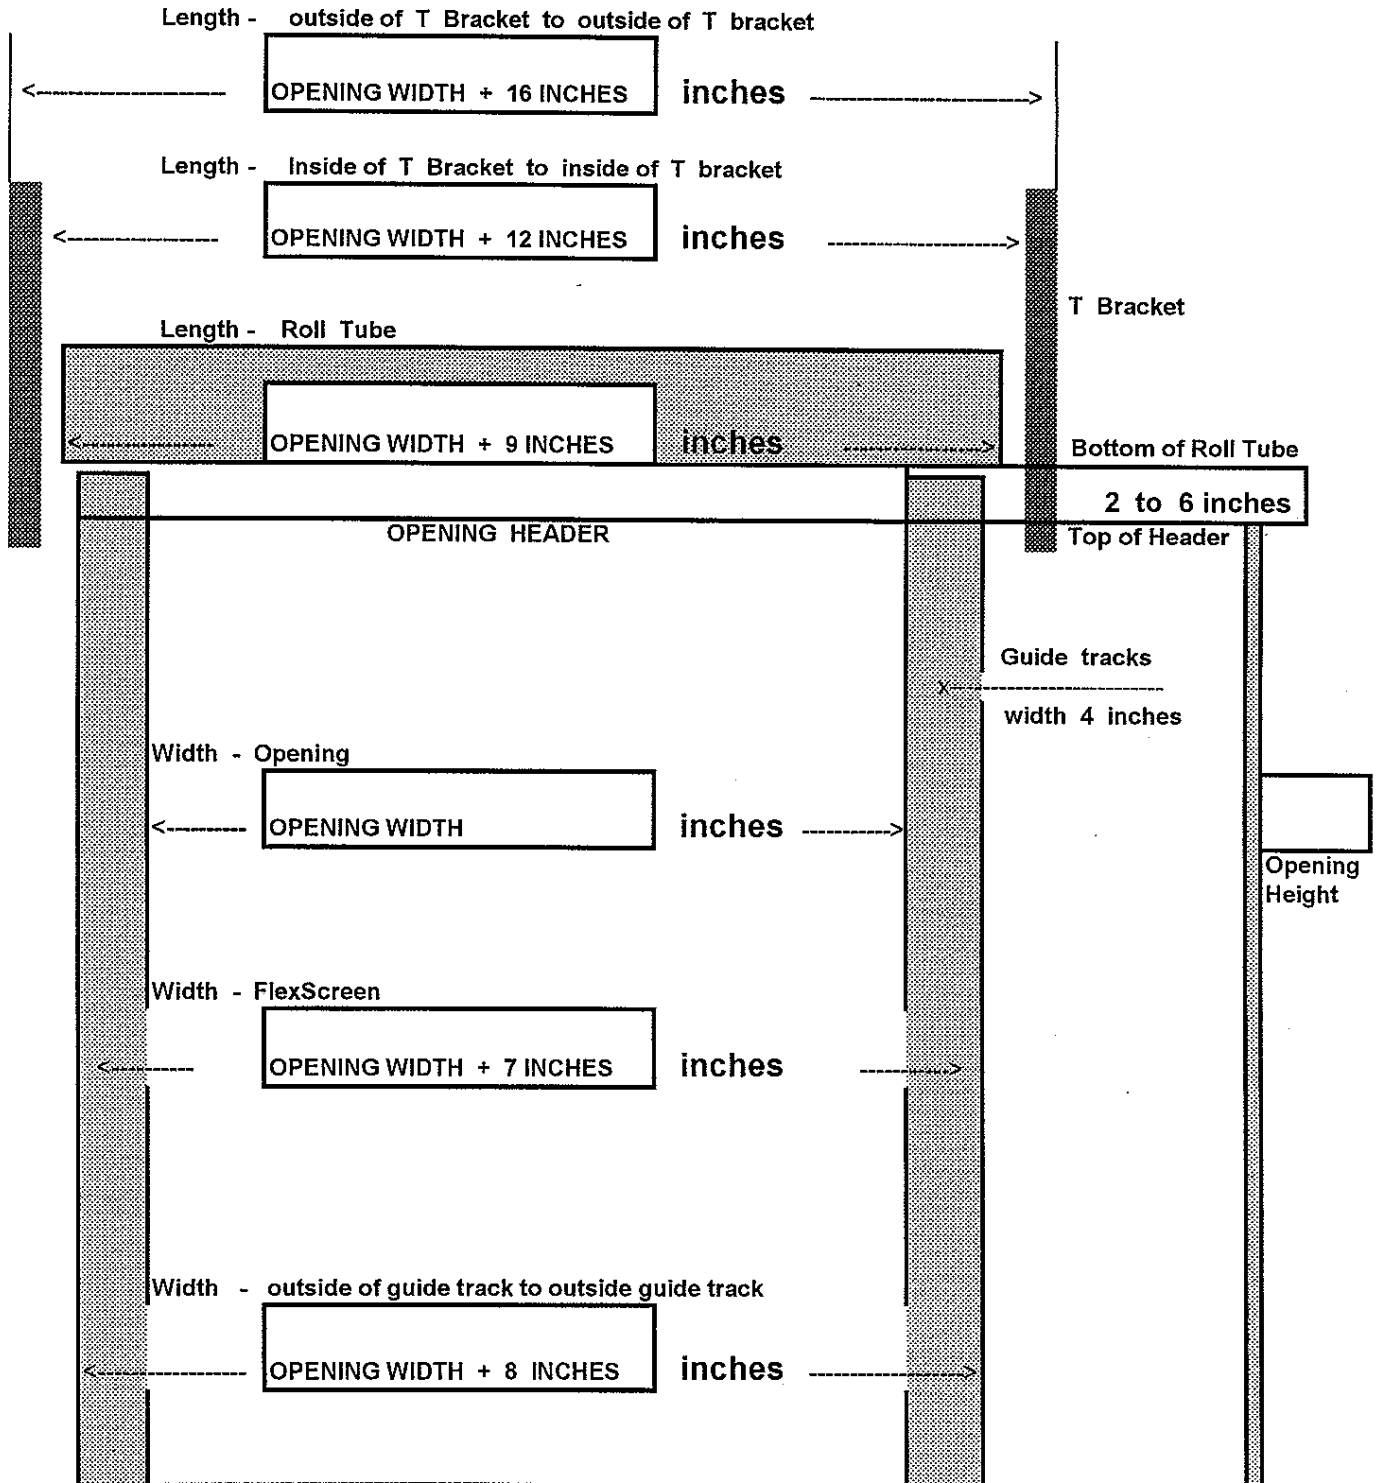 Length - outside of T Bracket to outside of T bracket
OPENING WIDTH + 16 INCHES inches
Length - Inside of T Bracket to inside of T bracket
OPENING WIDTH + 12 INCHES inches
T Bracket
Length - Roll Tube
OPENING WIDTH + 9 INCHES inches
Bottom of Roll Tube
2 to 6 inches
OPENING HEADER
Top of Header
Guide tracks
width 4 inches
Width - Opening
OPENING WIDTH inches
Opening
Height
Width - FlexScreen
OPENING WIDTH + 7 INCHES inches
Width - outside of guide track to outside guide track
OPENING WIDTH + 8 INCHES inches